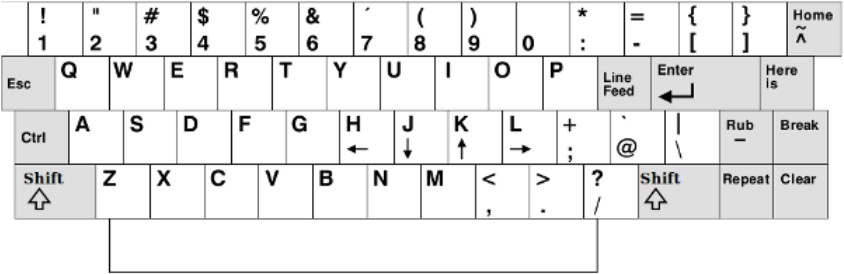 ! " # $ % & ´ ( ) * = { } Home
1 2 3 4 5 6 7 8 9 0 : - [ ] ~ ^
Esc Q W E R T Y U I O P Line Feed Enter Here is
Ctrl A S D F G H J K L + ; ` @ | \ Rub _ Break
← ↓ ↑ →
Shift Z X C V B N M < , > . ? / Shift Repeat Clear